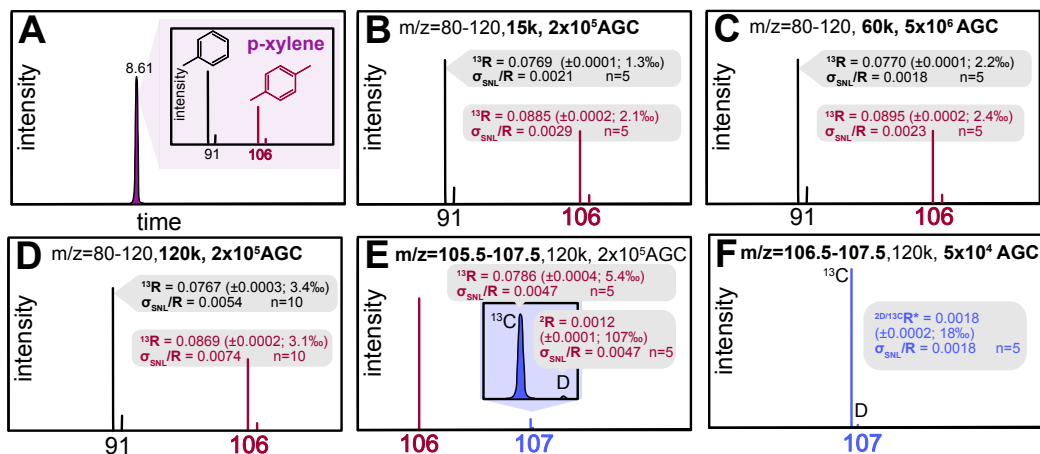 A
intensity
8.61
time
p-xylene
intensity
91
106
B
m/z=80-120,15k, 2x10⁵AGC
intensity
¹³R = 0.0769 (±0.0001; 1.3‰)
σSNL/R = 0.0021 n=5
¹³R = 0.0885 (±0.0002; 2.1‰)
σSNL/R = 0.0029 n=5
91
106
C
m/z=80-120, 60k, 5x10⁶ AGC
intensity
¹³R = 0.0770 (±0.0001; 2.2‰)
σSNL/R = 0.0018 n=5
¹³R = 0.0895 (±0.0002; 2.4‰)
σSNL/R = 0.0023 n=5
91
106
D
m/z=80-120,120k, 2x10⁵AGC
intensity
¹³R = 0.0767 (±0.0003; 3.4‰)
σSNL/R = 0.0054 n=10
¹³R = 0.0869 (±0.0002; 3.1‰)
σSNL/R = 0.0074 n=10
91
106
E
m/z=105.5-107.5,120k, 2x10⁵AGC
intensity
¹³R = 0.0786 (±0.0004; 5.4‰)
σSNL/R = 0.0047 n=5
¹³C
²R = 0.0012
(±0.0001; 107‰)
σSNL/R = 0.0047 n=5
D
106
107
F
m/z=106.5-107.5,120k, 5x10⁴ AGC
intensity
¹³C
²D/¹³CR* = 0.0018
(±0.0002; 18‰)
σSNL/R = 0.0018 n=5
D
107